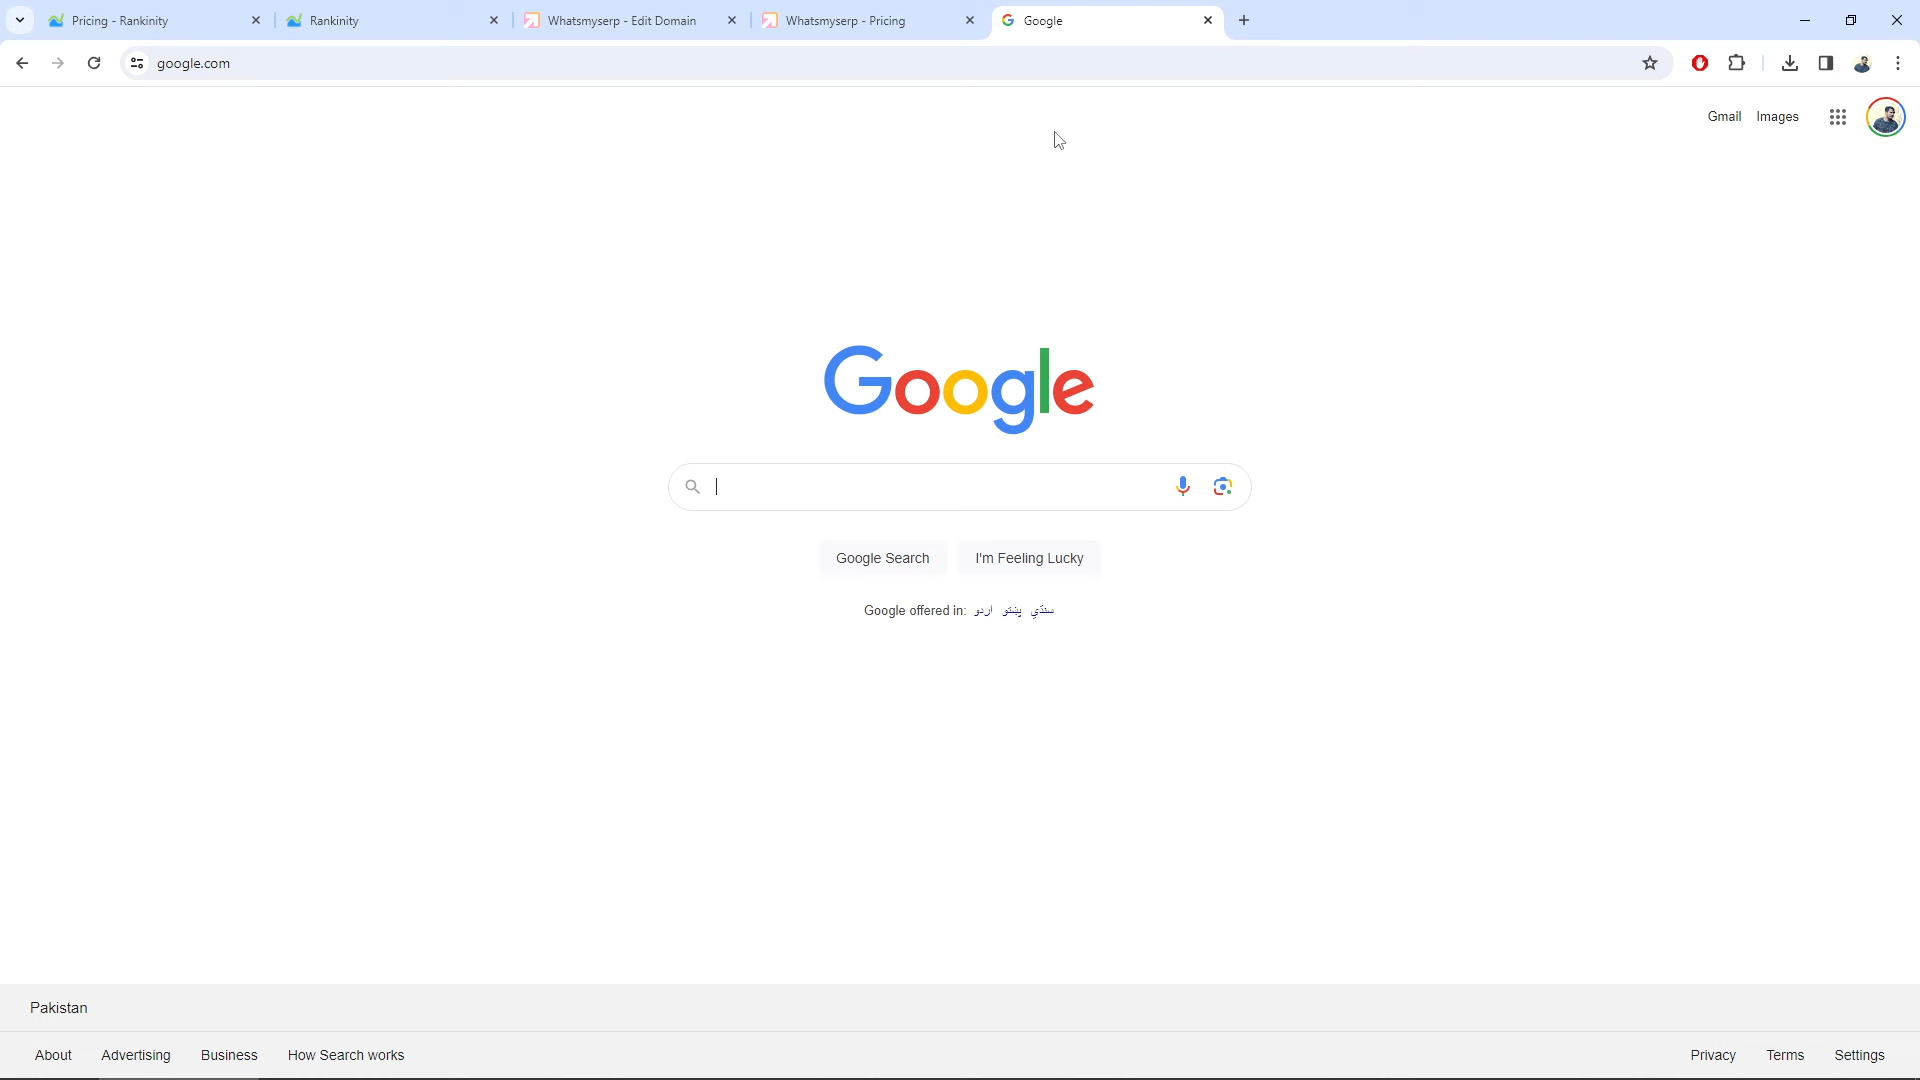 Pricing - Rankinity
Rankinity
Whatsmyserp - Edit Domain
Whatsmyserp - Pricing
Google
google.com
Gmail Images
Google
Google Search
I'm Feeling Lucky
Google offered in: اردو پښتو سنڌي
Pakistan
About Advertising Business How Search works
Privacy Terms Settings